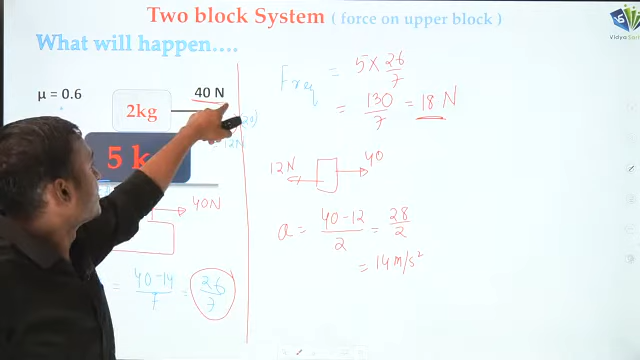 Two block System ( force on upper block )
What will happen....
μ = 0.6
40 N
2kg
5 k
12N
40N
= 40-14 / 7 = 26 / 7
Freq = 5 × 26 / 7
= 130 / 7 = 18 N
12N
40
a = 40-12 / 2 = 28 / 2
= 14 m/s²